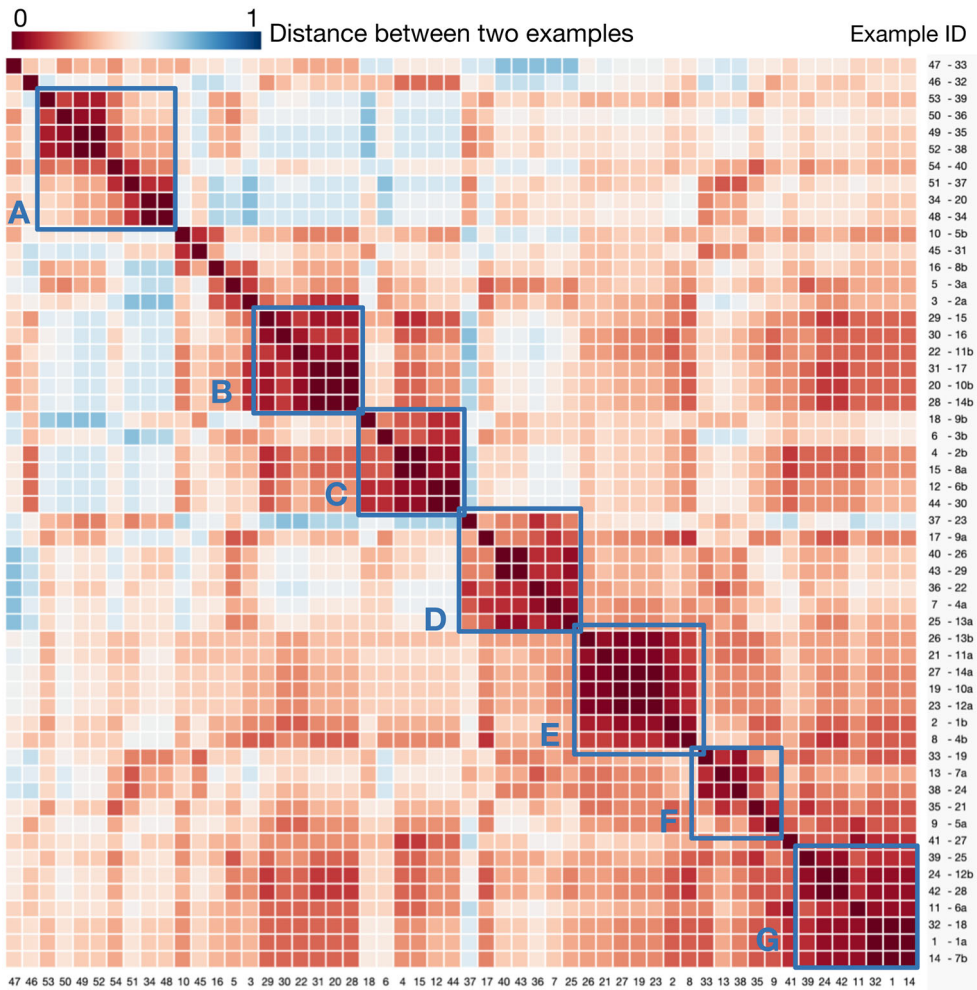 0 1 Distance between two examples Example ID
47 - 33
46 - 32
53 - 39
50 - 36
49 - 35
52 - 38
54 - 40
51 - 37
A 34 - 20
48 - 34
10 - 5b
45 - 31
16 - 8b
5 - 3a
3 - 2a
29 - 15
30 - 16
22 - 11b
31 - 17
B 20 - 10b
28 - 14b
18 - 9b
6 - 3b
4 - 2b
15 - 8a
C 12 - 6b
44 - 30
37 - 23
17 - 9a
40 - 26
43 - 29
36 - 22
7 - 4a
D 25 - 13a
26 - 13b
21 - 11a
27 - 14a
19 - 10a
23 - 12a
2 - 1b
E 8 - 4b
33 - 19
13 - 7a
38 - 24
35 - 21
F 9 - 5a
41 - 27
39 - 25
24 - 12b
42 - 28
11 - 6a
32 - 18
G 1 - 1a
14 - 7b
47 46 53 50 49 52 54 51 34 48 10 45 16 5 3 29 30 22 31 20 28 18 6 4 15 12 44 37 17 40 43 36 7 25 26 21 27 19 23 2 8 33 13 38 35 9 41 39 24 42 11 32 1 14